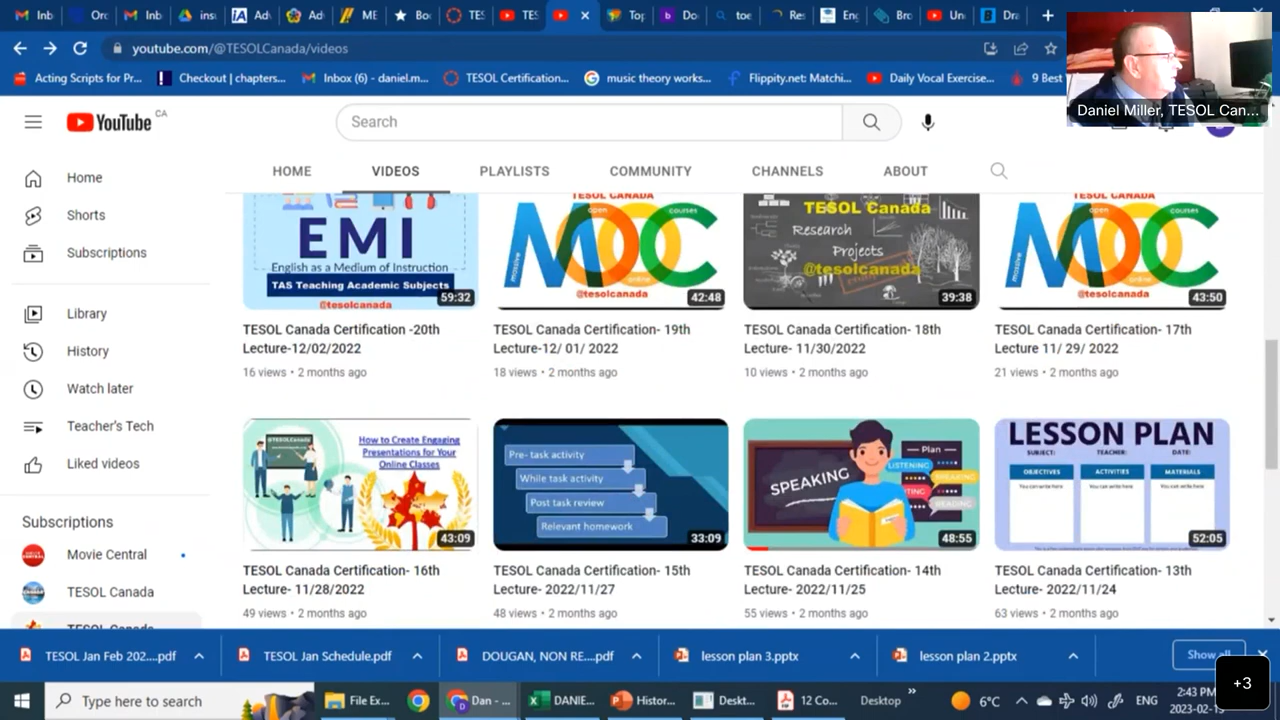 Inb
Inb
ins
Ad
Ad
ME
Bo
TES
TES
Top
Do
toe
Res
Eng
Bro
Un
Dra
youtube.com/@TESOLCanada/videos
Acting Scripts for Pr...
Checkout | chapters...
Inbox (6) - daniel.m...
TESOL Certification...
music theory works...
Flippity.net: Matchi...
Daily Vocal Exercise...
9 Best
Daniel Miller, TESOL Can...
YouTube CA
Search
HOME
VIDEOS
PLAYLISTS
COMMUNITY
CHANNELS
ABOUT
Home
Shorts
Subscriptions
Library
History
Watch later
Teacher's Tech
Liked videos
Subscriptions
Movie Central
TESOL Canada
TESOL Canada
EMI
English as a Medium of Instruction
TAS Teaching Academic Subjects
@tesolcanada
59:32
TESOL Canada Certification -20th
Lecture-12/02/2022
16 views • 2 months ago
TESOL CANADA
MOOC
massive
open
courses
@tesolcanada
42:48
TESOL Canada Certification- 19th
Lecture-12/ 01/ 2022
18 views • 2 months ago
TESOL Canada
Research
Projects
@tesolcanada
39:38
TESOL Canada Certification- 18th
Lecture- 11/30/2022
10 views • 2 months ago
TESOL CANADA
MOOC
massive
open
courses
@tesolcanada
43:50
TESOL Canada Certification- 17th
Lecture 11/ 29/ 2022
21 views • 2 months ago
@TESOLCanada
How to Create Engaging
Presentations for Your
Online Classes
43:09
TESOL Canada Certification- 16th
Lecture- 11/28/2022
49 views • 2 months ago
Pre- task activity
While task activity
Post task review
Relevant homework
33:09
TESOL Canada Certification- 15th
Lecture- 2022/11/27
48 views • 2 months ago
SPEAKING
Plan
LISTENING
SPEAKING
READING
48:55
TESOL Canada Certification- 14th
Lecture- 2022/11/25
55 views • 2 months ago
LESSON PLAN
SUBJECT:
TEACHER:
DATE:
OBJECTIVES
ACTIVITIES
MATERIALS
You can write here
You can write here
You can write here
52:05
TESOL Canada Certification- 13th
Lecture- 2022/11/24
63 views • 2 months ago
TESOL Jan Feb 202....pdf
TESOL Jan Schedule.pdf
DOUGAN, NON RE....pdf
lesson plan 3.pptx
lesson plan 2.pptx
Show all
Type here to search
File Ex...
Dan - ...
DANIE...
Histor...
Deskt...
12 Co...
Desktop
6°C
ENG
2:43 PM
+3